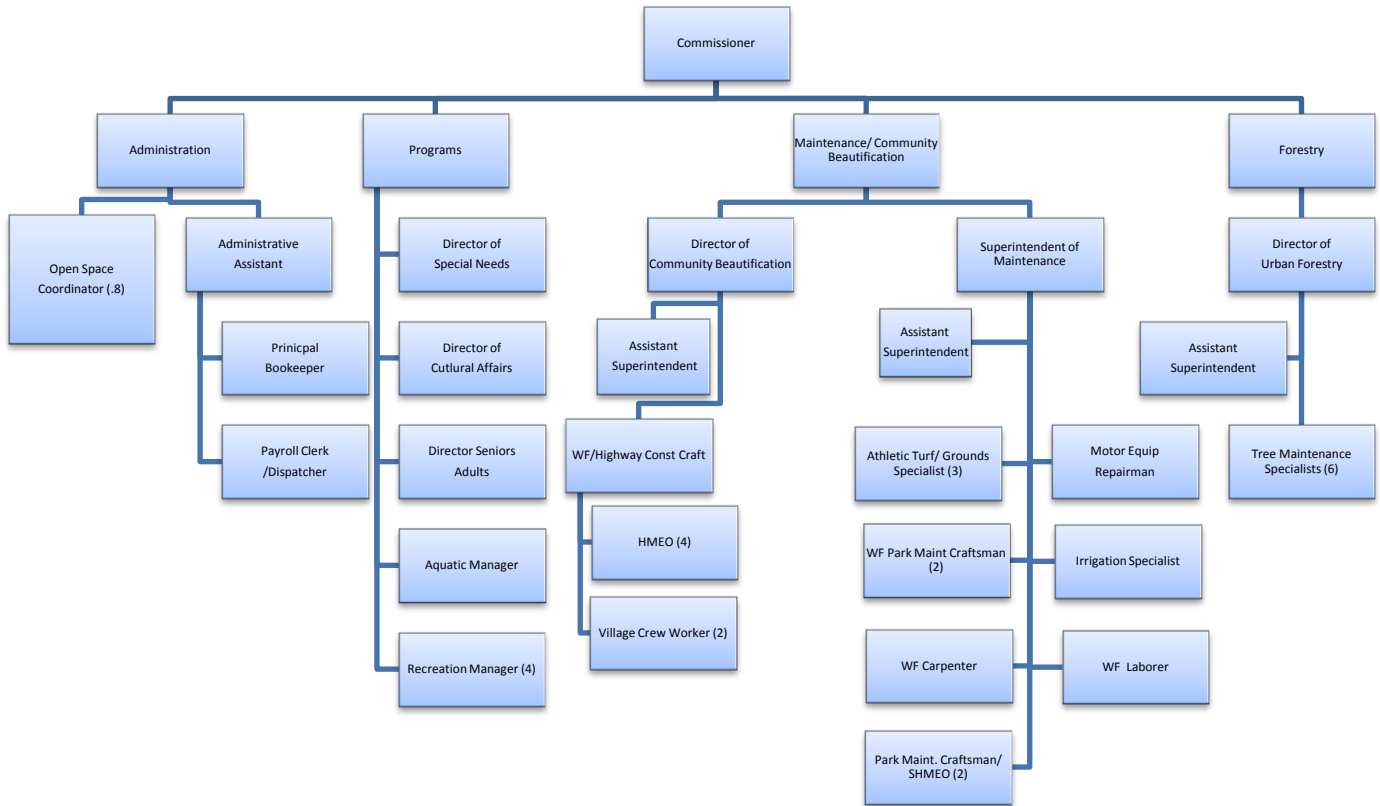 Commissioner
Administration
Programs
Maintenance/ Community
Beautification
Forestry
Open Space
Coordinator (.8)
Administrative
Assistant
Director of
Special Needs
Director of
Community Beautification
Superintendent of
Maintenance
Director of
Urban Forestry
Prinicpal
Bookeeper
Director of
Cutlural Affairs
Assistant
Superintendent
Assistant
Superintendent
Assistant
Superintendent
Payroll Clerk
/Dispatcher
Director Seniors
Adults
WF/Highway Const Craft
Athletic Turf/ Grounds
Specialist (3)
Motor Equip
Repairman
Tree Maintenance
Specialists (6)
Aquatic Manager
HMEO (4)
WF Park Maint Craftsman
(2)
Irrigation Specialist
Recreation Manager (4)
Village Crew Worker (2)
WF Carpenter
WF Laborer
Park Maint. Craftsman/
SHMEO (2)